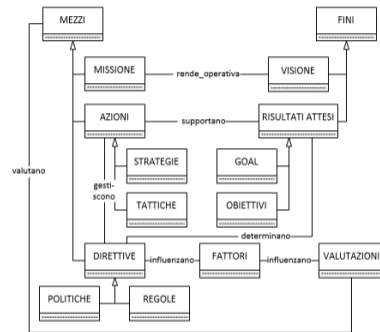 MEZZI
FINI
MISSIONE
rende_operativa
VISIONE
AZIONI
supportano
RISULTATI ATTESI
valutano
STRATEGIE
GOAL
gesti-
scono
TATTICHE
OBIETTIVI
determinano
DIRETTIVE
influenzano
FATTORI
influenzano
VALUTAZIONI
POLITICHE
REGOLE